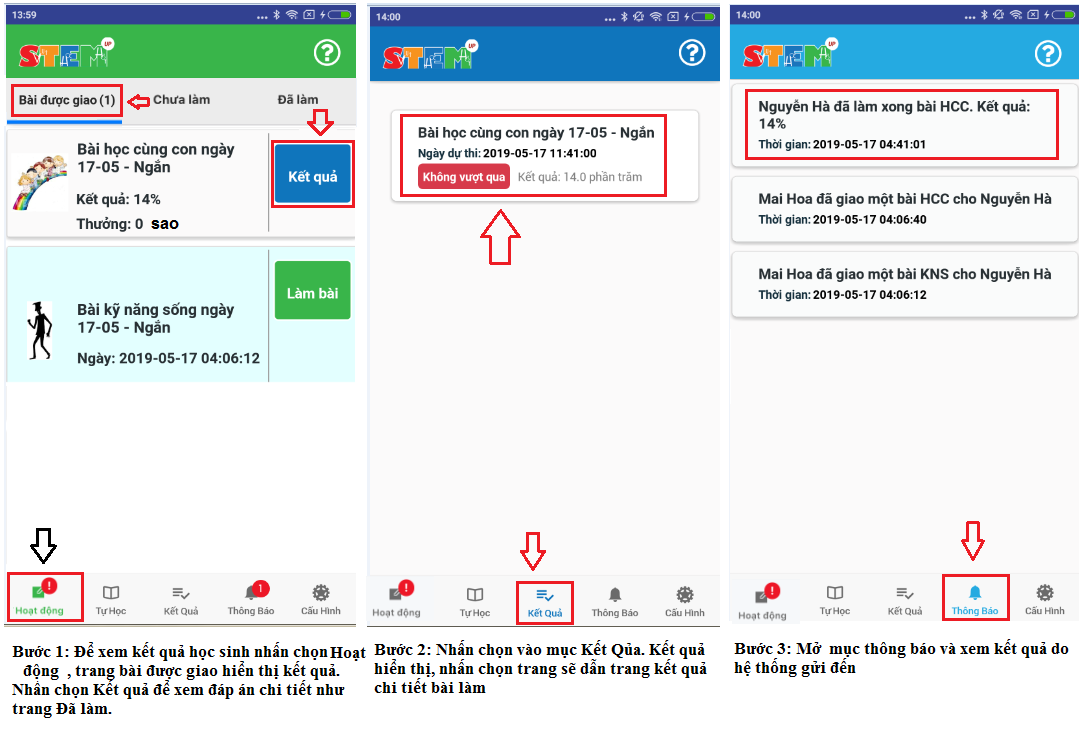 13:59
STEM UP
?
Bài được giao (1)
Chưa làm
Đã làm
Bài học cùng con ngày
17-05 - Ngắn
Kết quả: 14%
Thưởng: 0 sao
Kết quả
Bài kỹ năng sống ngày
17-05 - Ngắn
Ngày: 2019-05-17 04:06:12
Làm bài
!
1
Hoạt động
Tự Học
Kết Quả
Thông Báo
Cấu Hình
Bước 1: Để xem kết quả học sinh nhấn chọn Hoạt
động , trang bài được giao hiển thị kết quả.
Nhấn chọn Kết quả để xem đáp án chi tiết như
trang Đã làm.
14:00
STEM UP
?
Bài học cùng con ngày 17-05 - Ngắn
Ngày dự thi: 2019-05-17 11:41:00
Không vượt qua Kết quả: 14.0 phần trăm
!
Hoạt động
Tự Học
Kết Quả
Thông Báo
Cấu Hình
Bước 2: Nhấn chọn vào mục Kết Qủa. Kết quả
hiển thị, nhấn chọn trang sẽ dẫn trang kết quả
chi tiết bài làm
14:00
STEM UP
?
Nguyễn Hà đã làm xong bài HCC. Kết quả:
14%
Thời gian: 2019-05-17 04:41:01
Mai Hoa đã giao một bài HCC cho Nguyễn Hà
Thời gian: 2019-05-17 04:06:40
Mai Hoa đã giao một bài KNS cho Nguyễn Hà
Thời gian: 2019-05-17 04:06:12
!
Hoạt động
Tự Học
Kết Quả
Thông Báo
Cấu Hình
Bước 3: Mở mục thông báo và xem kết quả do
hệ thống gửi đến